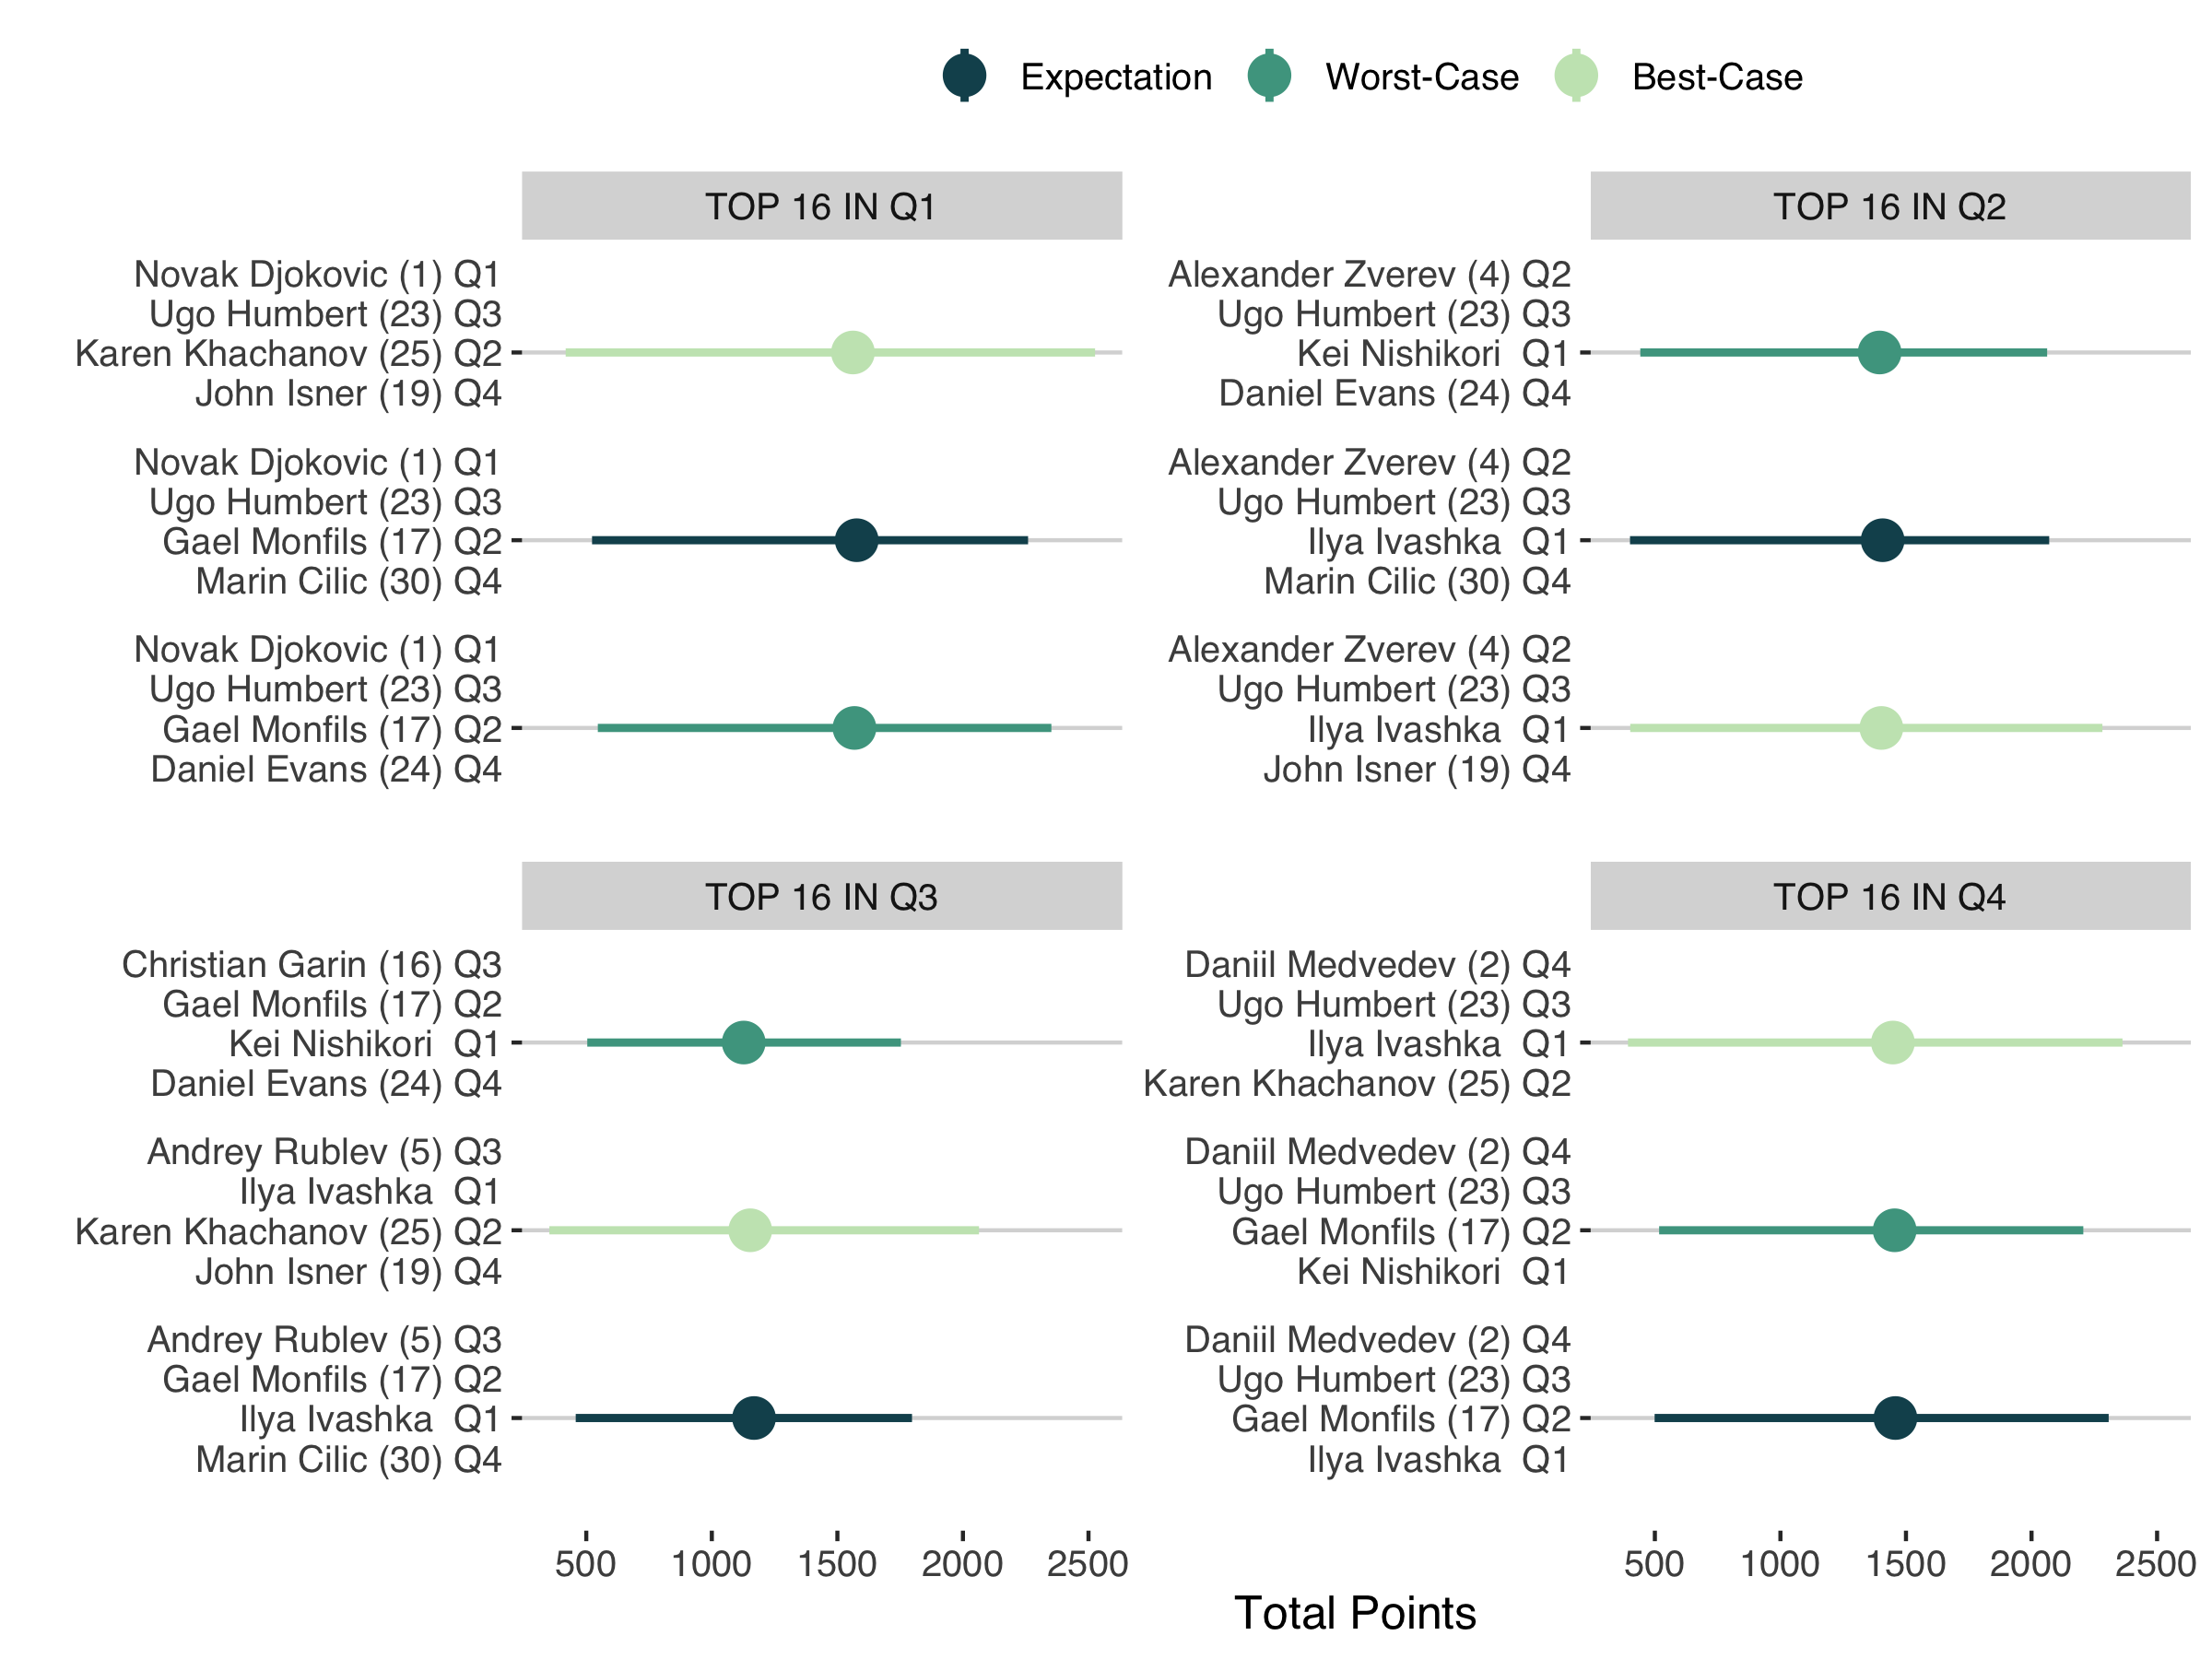 Expectation Worst-Case Best-Case
TOP 16 IN Q1
Novak Djokovic (1) Q1
Ugo Humbert (23) Q3
Karen Khachanov (25) Q2
John Isner (19) Q4
Novak Djokovic (1) Q1
Ugo Humbert (23) Q3
Gael Monfils (17) Q2
Marin Cilic (30) Q4
Novak Djokovic (1) Q1
Ugo Humbert (23) Q3
Gael Monfils (17) Q2
Daniel Evans (24) Q4
TOP 16 IN Q2
Alexander Zverev (4) Q2
Ugo Humbert (23) Q3
Kei Nishikori Q1
Daniel Evans (24) Q4
Alexander Zverev (4) Q2
Ugo Humbert (23) Q3
Ilya Ivashka Q1
Marin Cilic (30) Q4
Alexander Zverev (4) Q2
Ugo Humbert (23) Q3
Ilya Ivashka Q1
John Isner (19) Q4
TOP 16 IN Q3
Christian Garin (16) Q3
Gael Monfils (17) Q2
Kei Nishikori Q1
Daniel Evans (24) Q4
Andrey Rublev (5) Q3
Ilya Ivashka Q1
Karen Khachanov (25) Q2
John Isner (19) Q4
Andrey Rublev (5) Q3
Gael Monfils (17) Q2
Ilya Ivashka Q1
Marin Cilic (30) Q4
TOP 16 IN Q4
Daniil Medvedev (2) Q4
Ugo Humbert (23) Q3
Ilya Ivashka Q1
Karen Khachanov (25) Q2
Daniil Medvedev (2) Q4
Ugo Humbert (23) Q3
Gael Monfils (17) Q2
Kei Nishikori Q1
Daniil Medvedev (2) Q4
Ugo Humbert (23) Q3
Gael Monfils (17) Q2
Ilya Ivashka Q1
500 1000 1500 2000 2500
500 1000 1500 2000 2500
Total Points